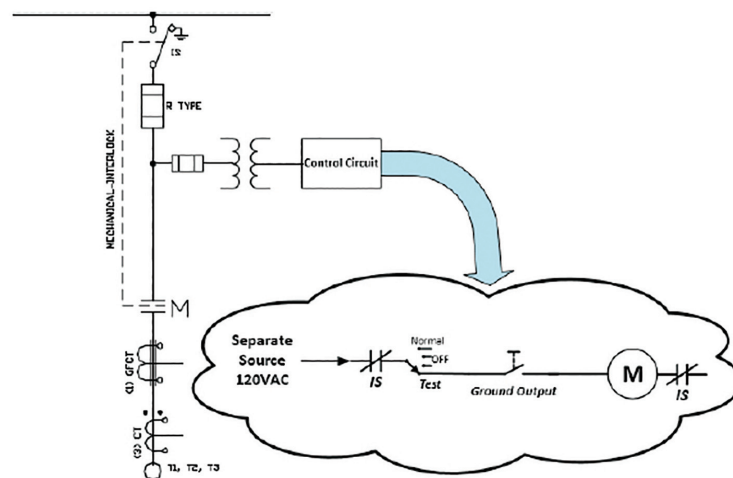 IS
R TYPE
MECHANICAL-INTERLOCK
Control Circuit
M
(1) GFCT
(3) CT
T1, T2, T3
Separate
Source
120VAC
IS
Normal
OFF
Test
Ground Output
M
IS